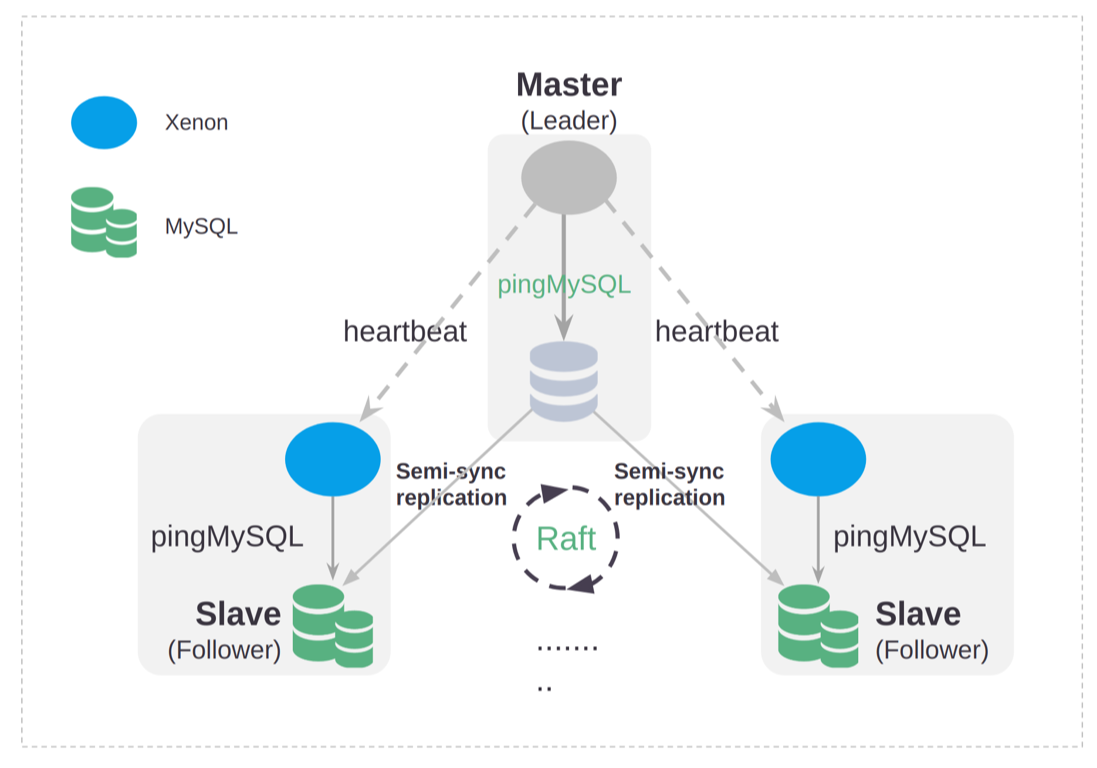 Master
(Leader)
Xenon
MySQL
pingMySQL
heartbeat
heartbeat
Semi-sync
replication
Semi-sync
replication
Raft
pingMySQL
pingMySQL
Slave
(Follower)
Slave
(Follower)
.......
..